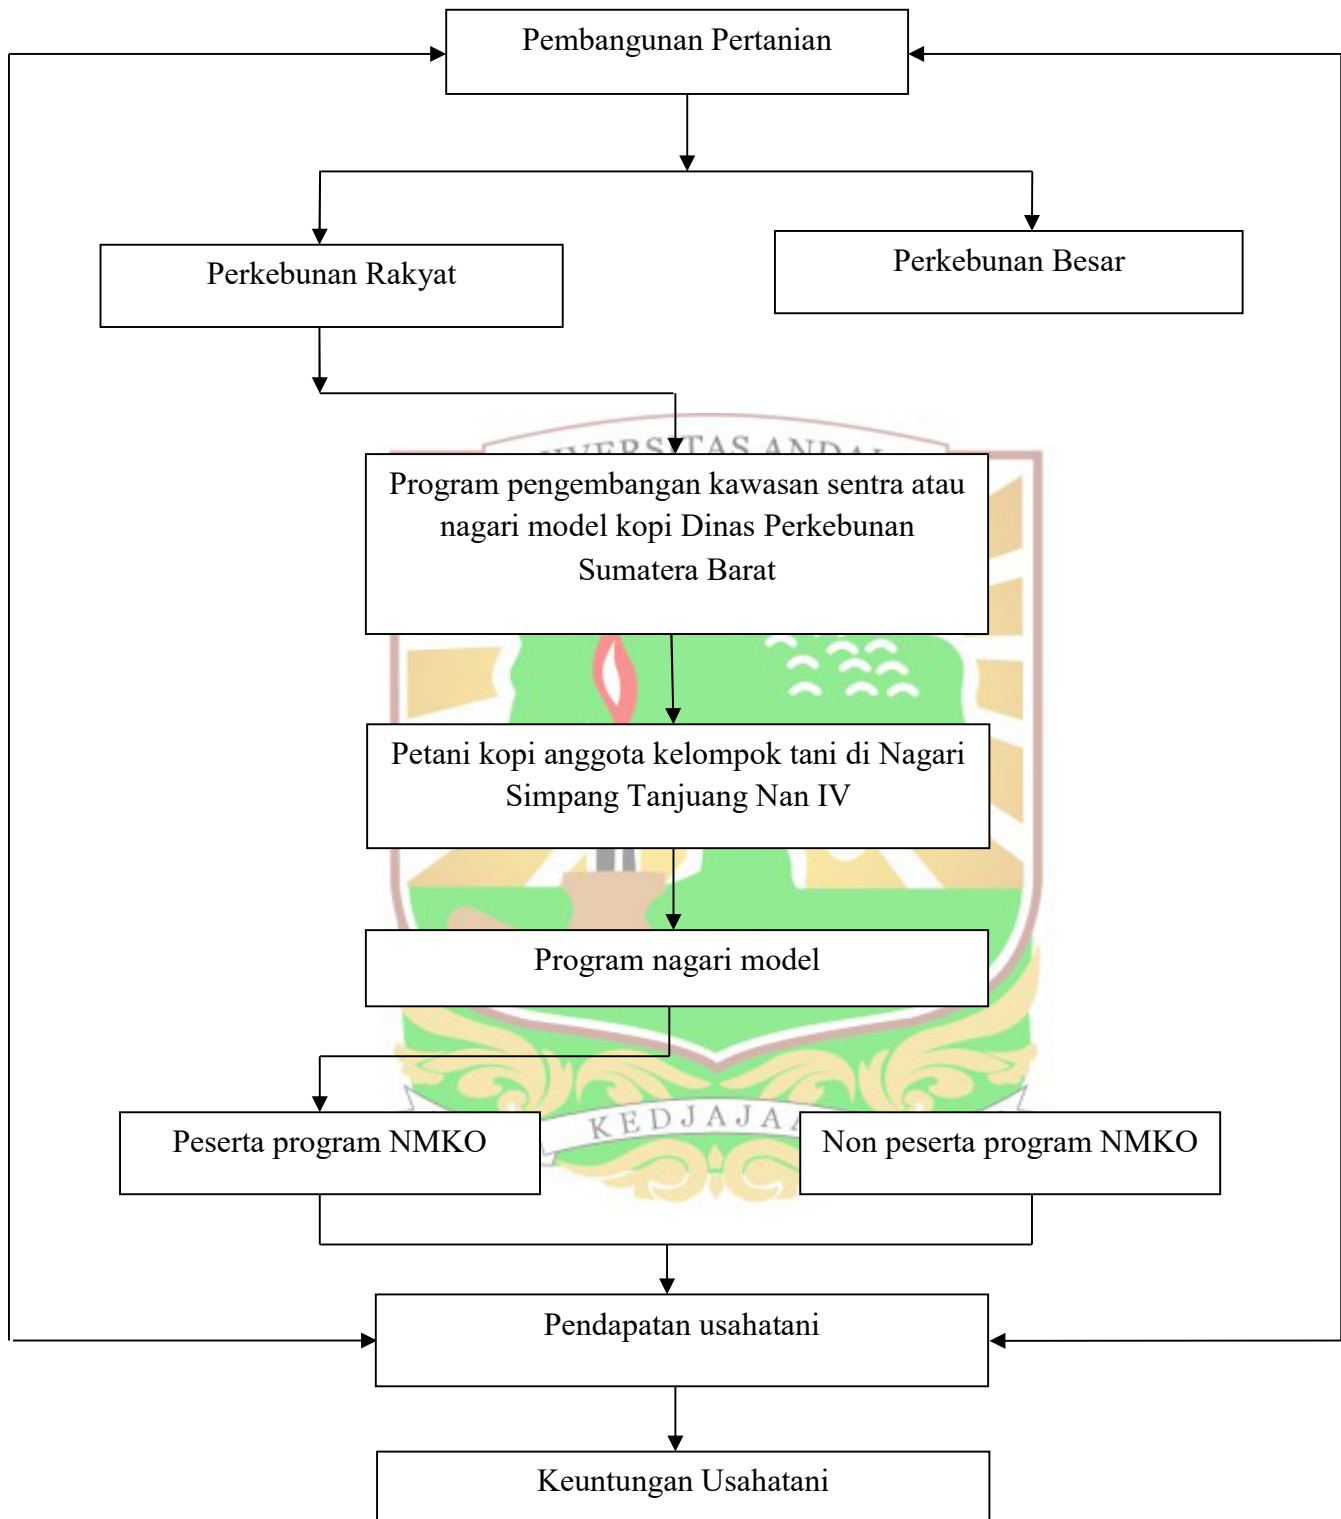 Pembangunan Pertanian
Perkebunan Rakyat
Perkebunan Besar
Program pengembangan kawasan sentra atau
nagari model kopi Dinas Perkebunan
Sumatera Barat
Petani kopi anggota kelompok tani di Nagari
Simpang Tanjuang Nan IV
Program nagari model
Peserta program NMKO
Non peserta program NMKO
Pendapatan usahatani
Keuntungan Usahatani